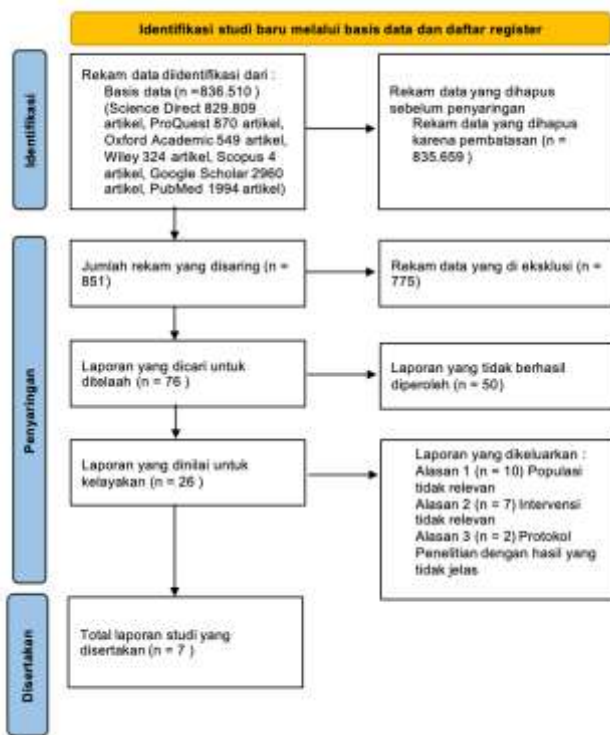 Identifikasi studi baru melalui basis data dan daftar register
Identifikasi
Rekam data diidentifikasi dari :
Basis data (n =836.510 )
(Science Direct 829.809
artikel, ProQuest 870 artikel,
Oxford Academic 549 artikel,
Wiley 324 artikel, Scopus 4
artikel, Google Scholar 2960
artikel, PubMed 1994 artikel)
Rekam data yang dihapus
sebelum penyaringan
Rekam data yang dihapus
karena pembatasan (n =
835.659 )
Penyaringan
Jumlah rekam yang disaring (n =
851)
Rekam data yang di eksklusi (n =
775)
Laporan yang dicari untuk
ditelaah (n = 76 )
Laporan yang tidak berhasil
diperoleh (n = 50)
Laporan yang dinilai untuk
kelayakan (n = 26 )
Laporan yang dikeluarkan :
Alasan 1 (n = 10) Populasi
tidak relevan
Alasan 2 (n = 7) Intervensi
tidak relevan
Alasan 3 (n = 2) Protokol
Penelitian dengan hasil yang
tidak jelas
Disertakan
Total laporan studi yang
disertakan (n = 7 )